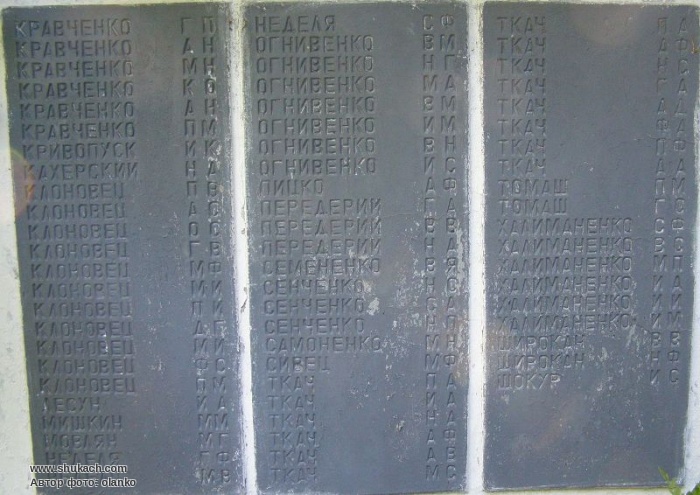 КРАВЧЕНКО Г П
КРАВЧЕНКО А Н
КРАВЧЕНКО М Н
КРАВЧЕНКО К О
КРАВЧЕНКО А Н
КРАВЧЕНКО П М
КРИВОПУСК И К
КАХЕРСКИЙ Н А
КЛОНОВЕЦ П В
КЛОНОВЕЦ А С
КЛОНОВЕЦ О С
КЛОНОВЕЦ Г В
КЛОНОВЕЦ М Ф
КЛОНОВЕЦ М И
КЛОНОВЕЦ П И
КЛОНОВЕЦ
КЛОНОВЕЦ М И
КЛОНОВЕЦ Ф С
КЛОНОВЕЦ П М
ЛЕСУН И А
МИШКИН М М
МОВЛЯН М Г
НЕДЕЛЯ Г Ф
М В
НЕДЕЛЯ С Ф
ОГНИВЕНКО В М
ОГНИВЕНКО Н Г
ОГНИВЕНКО М А
ОГНИВЕНКО В М
ОГНИВЕНКО И М
ОГНИВЕНКО В Н
ОГНИВЕНКО И С
ПИЦКО А Ф
ПЕРЕДЕРИЙ Г А
ПЕРЕДЕРИЙ В В
ПЕРЕДЕРИЙ Н А
СЕМЕНЕНКО В Я
СЕНЧЕНКО Н С
СЕНЧЕНКО С А
СЕНЧЕНКО Н
САМОНЕНКО М Н
СИВЕЦ М Ф
ТКАЧ П А
ТКАЧ И А
ТКАЧ Н А
ТКАЧ А Ф
ТКАЧ А В
ТКАЧ М С
ТКАЧ П А
ТКАЧ А Ф
ТКАЧ Н С
ТКАЧ Г А
ТКАЧ А Д
ТКАЧ Ф А
ТКАЧ П Ф
ТКАЧ Д А
ТОМАШ П М
ТОМАШ Г С
ХАЛИМАНЕНКО С Ф
ХАЛИМАНЕНКО В С
ХАЛИМАНЕНКО М П
ХАЛИМАНЕНКО И А
ХАЛИМАНЕНКО И И
ХАЛИМАНЕНКО И М
ШИРОКАН В В
ШИРОКАН Н Ф
ШОКУР И С
www.shukach.com
Автор фото: olanko